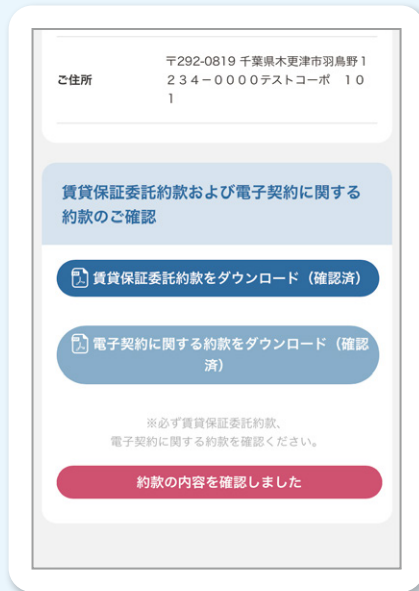 ご住所
〒292-0819 千葉県木更津市羽鳥野1
234-0000テストコーポ 10
1
賃貸保証委託約款および電子契約に関する
約款のご確認
賃貸保証委託約款をダウンロード（確認済）
電子契約に関する約款をダウンロード（確認
済）
※必ず賃貸保証委託約款、
電子契約に関する約款を確認ください。
約款の内容を確認しました